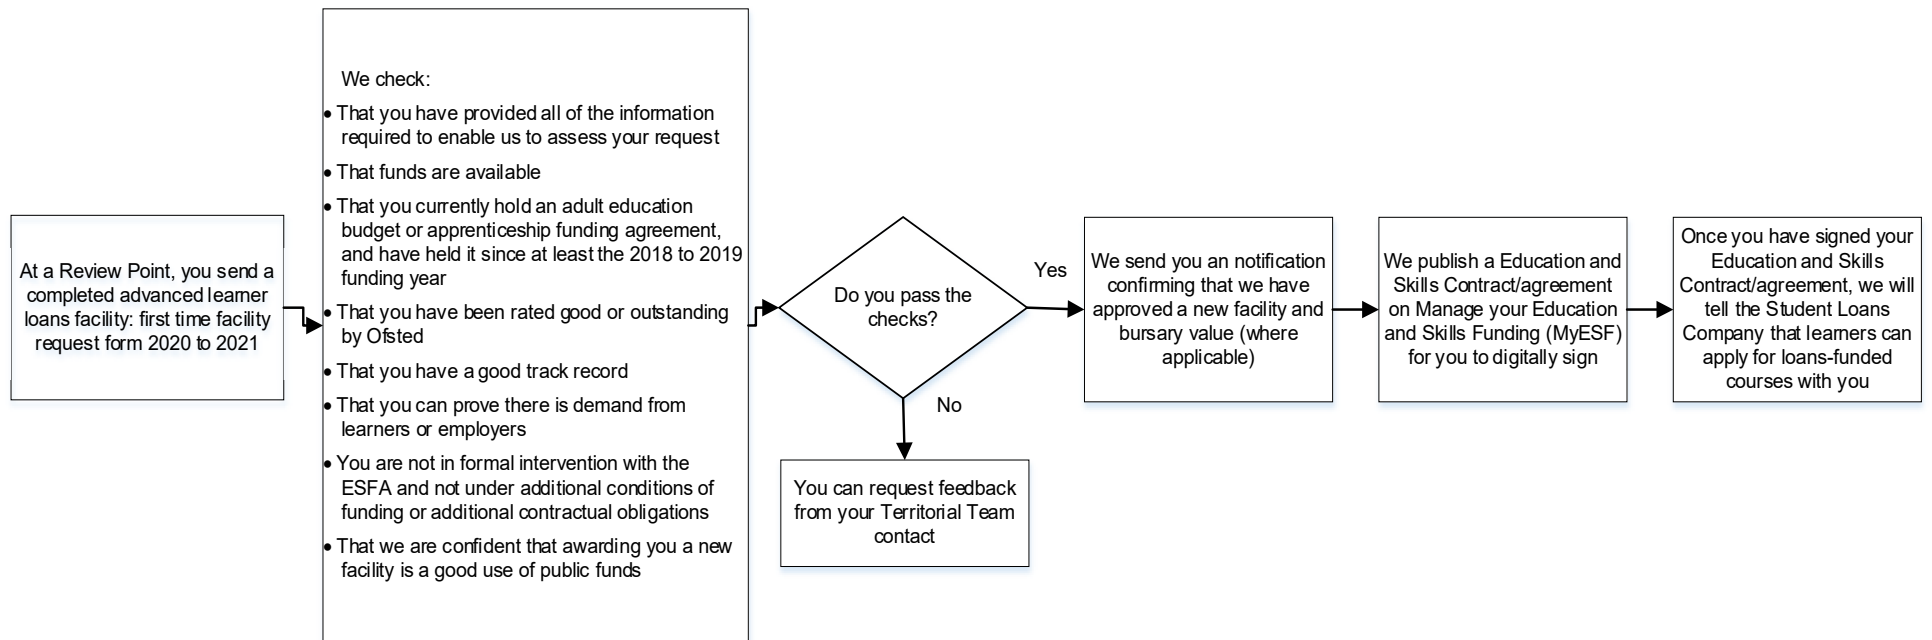 At a Review Point, you send a
completed advanced learner
loans facility: first time facility
request form 2020 to 2021
We check:
• That you have provided all of the information
required to enable us to assess your request
• That funds are available
• That you currently hold an adult education
budget or apprenticeship funding agreement,
and have held it since at least the 2018 to 2019
funding year
• That you have been rated good or outstanding
by Ofsted
• That you have a good track record
• That you can prove there is demand from
learners or employers
• You are not in formal intervention with the
ESFA and not under additional conditions of
funding or additional contractual obligations
• That we are confident that awarding you a new
facility is a good use of public funds
Do you pass the
checks?
Yes
No
You can request feedback
from your Territorial Team
contact
We send you an notification
confirming that we have
approved a new facility and
bursary value (where
applicable)
We publish a Education and
Skills Contract/agreement
on Manage your Education
and Skills Funding (MyESF)
for you to digitally sign
Once you have signed your
Education and Skills
Contract/agreement, we will
tell the Student Loans
Company that learners can
apply for loans-funded
courses with you